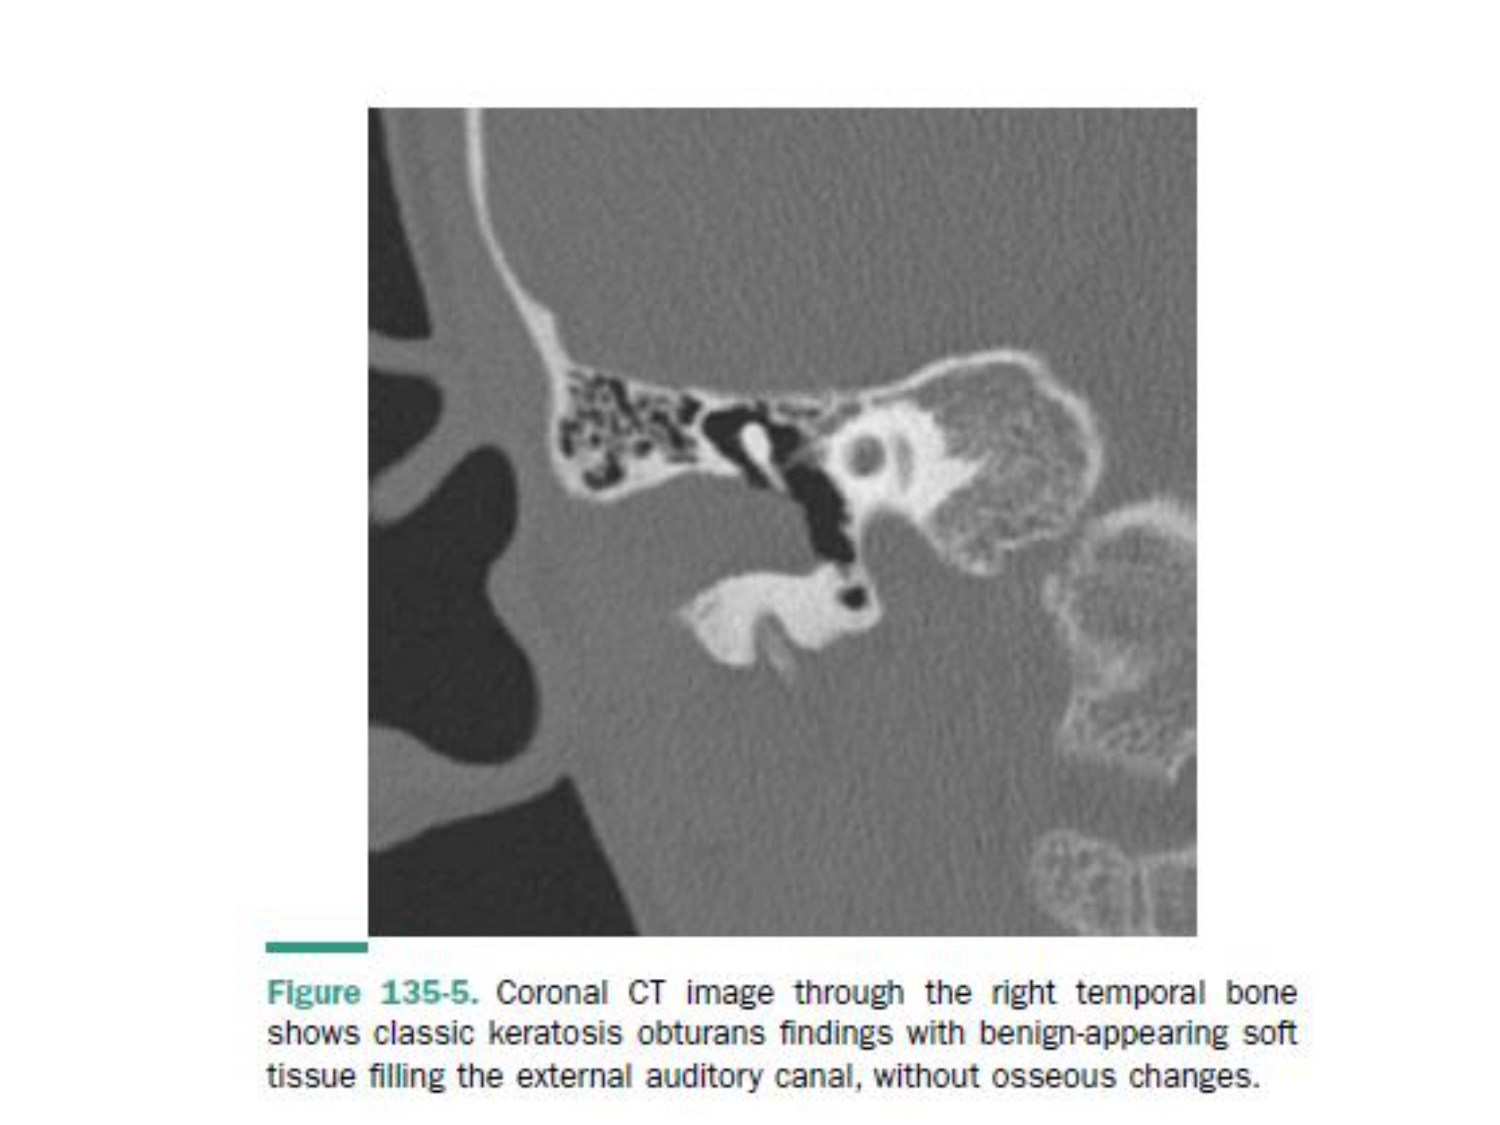 Figure 135-5. Coronal CT image through the right temporal bone
shows classic keratosis obturans findings with benign-appearing soft
tissue filling the external auditory canal, without osseous changes.